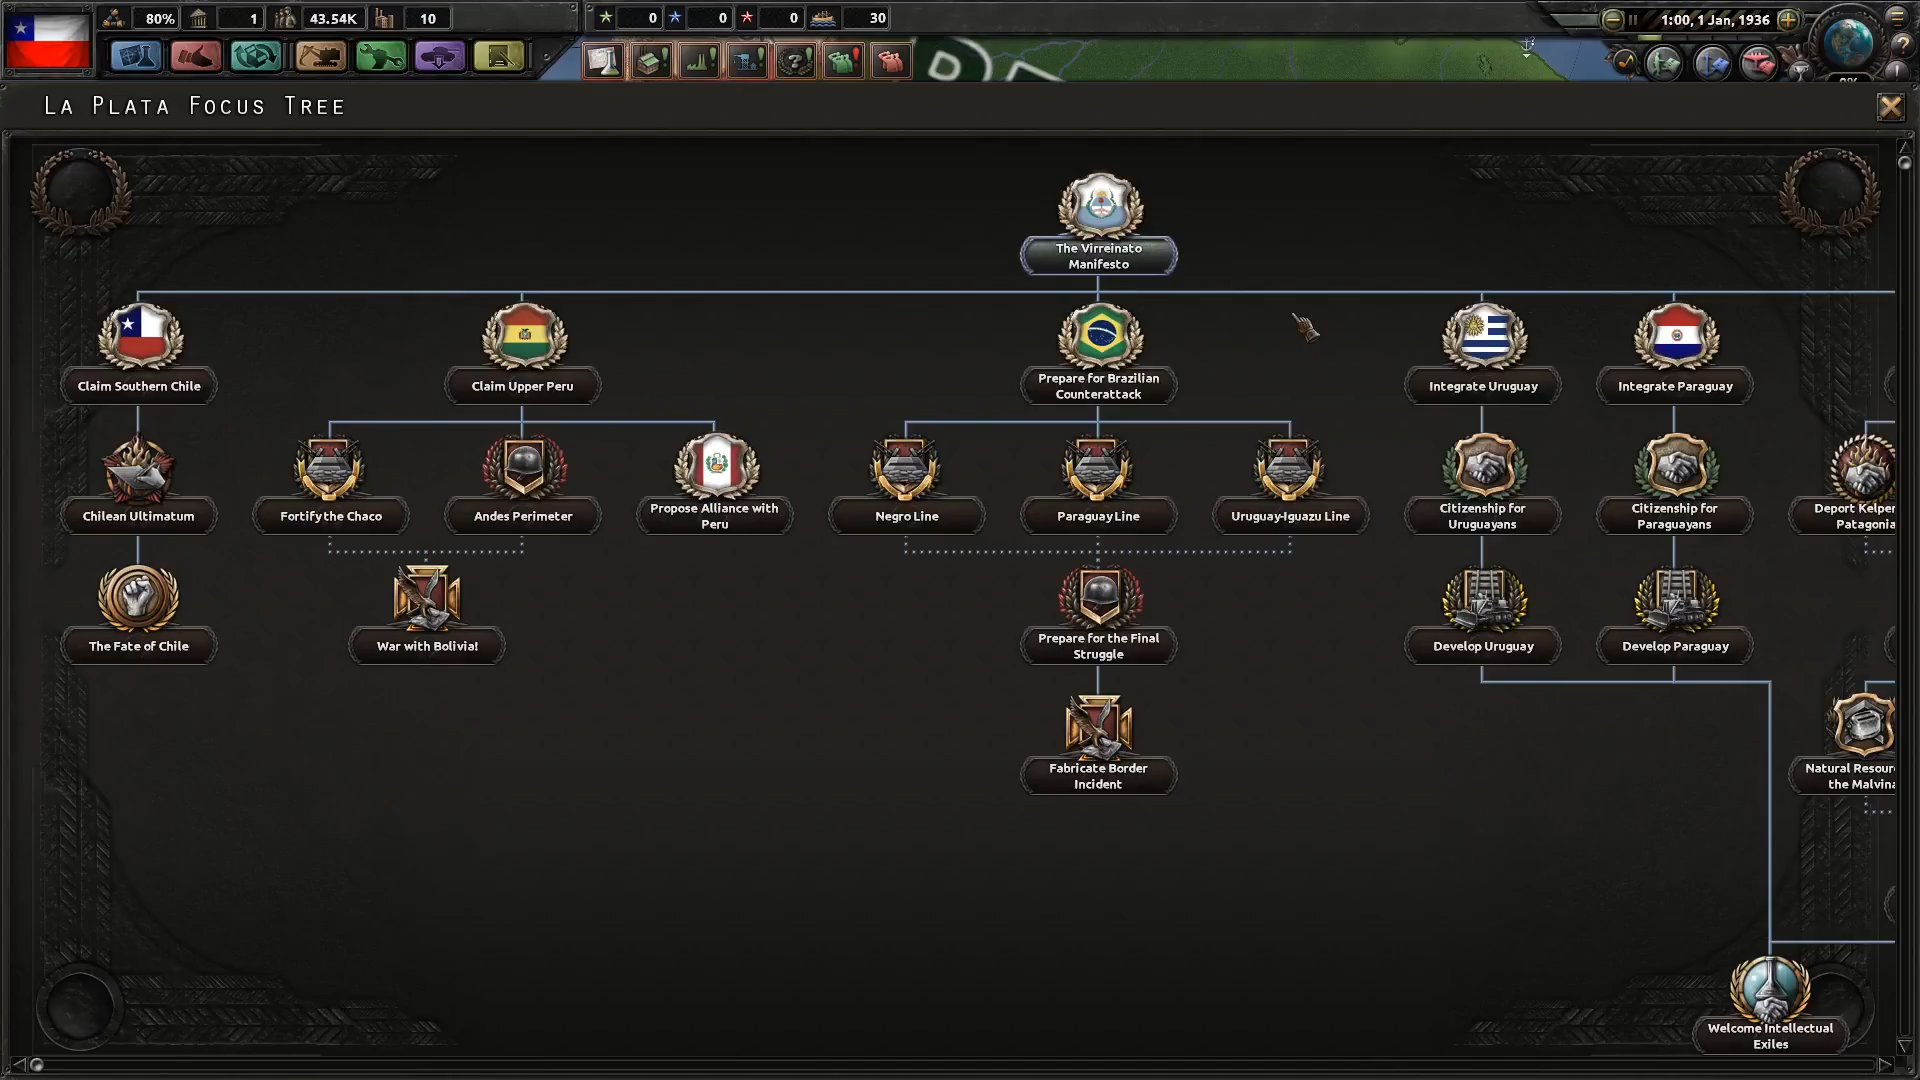 80%
1
43.54K
10
0
0
0
30
1:00, 1 Jan, 1936
La Plata Focus Tree
The Virreinato
Manifesto
Claim Southern Chile
Claim Upper Peru
Prepare for Brazilian
Counterattack
Integrate Uruguay
Integrate Paraguay
Chilean Ultimatum
Fortify the Chaco
Andes Perimeter
Propose Alliance with
Peru
Negro Line
Paraguay Line
Uruguay-Iguazu Line
Citizenship for
Uruguayans
Citizenship for
Paraguayans
Deport Kelper
Patagonia
The Fate of Chile
War with Bolivia!
Prepare for the Final
Struggle
Develop Uruguay
Develop Paraguay
Fabricate Border
Incident
Natural Resour
the Malvina
Welcome Intellectual
Exiles